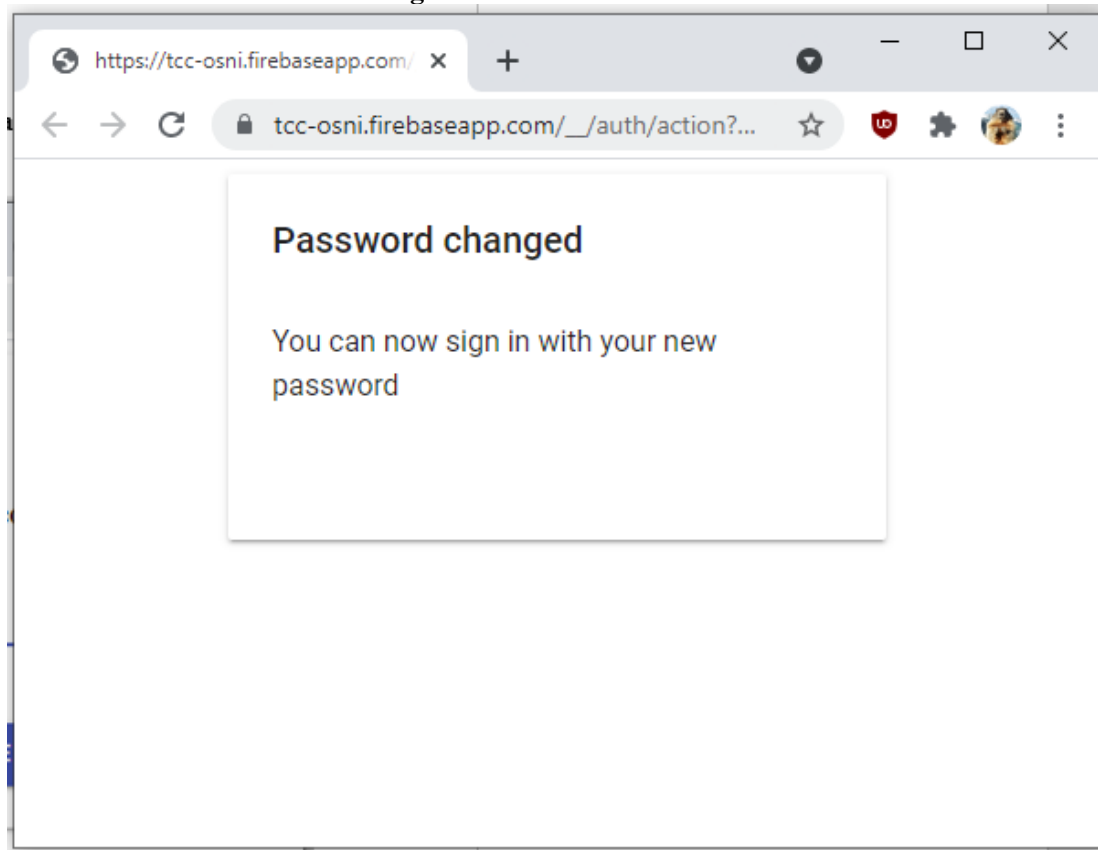 https://tcc-osni.firebaseapp.com/
tcc-osni.firebaseapp.com/__/auth/action?...
Password changed
You can now sign in with your new
password